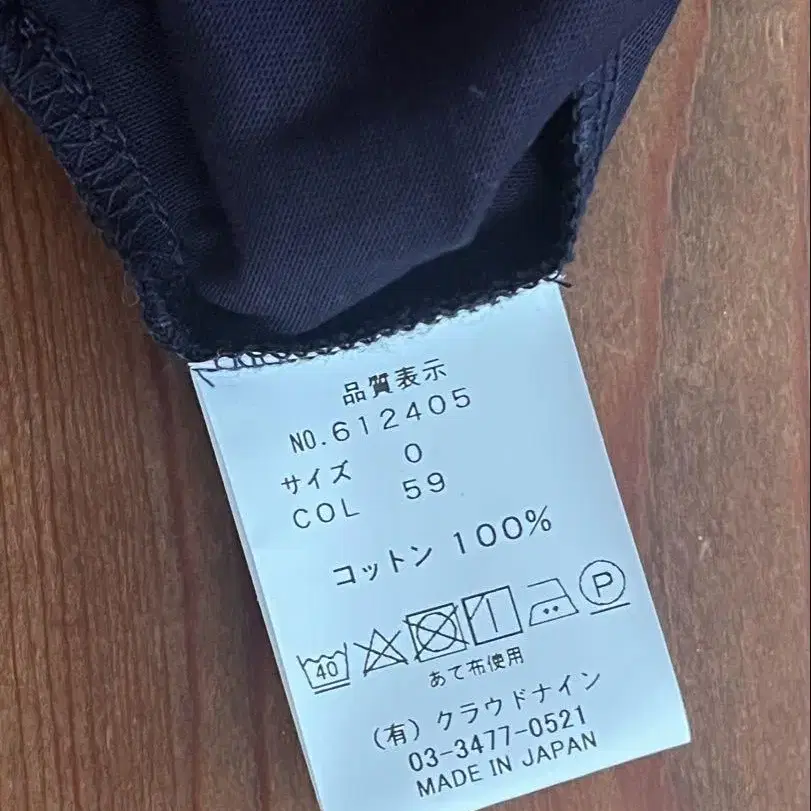 品質表示
NO.612405
サイズ 0
COL 59
コットン 100%
40 P
あて布使用
(有)クラウドナイン
03-3477-0521
MADE IN JAPAN